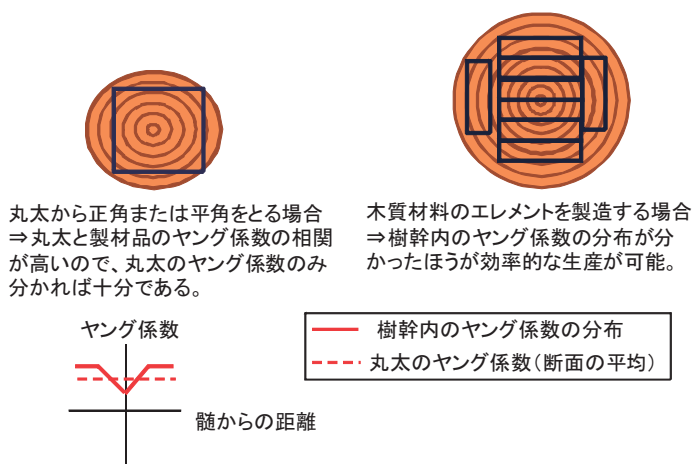 丸太から正角または平角をとる場合
⇒丸太と製材品のヤング係数の相関
が高いので、丸太のヤング係数のみ
分かれば十分である。
木質材料のエレメントを製造する場合
⇒樹幹内のヤング係数の分布が分
かったほうが効率的な生産が可能。
ヤング係数
髄からの距離
樹幹内のヤング係数の分布
丸太のヤング係数(断面の平均)